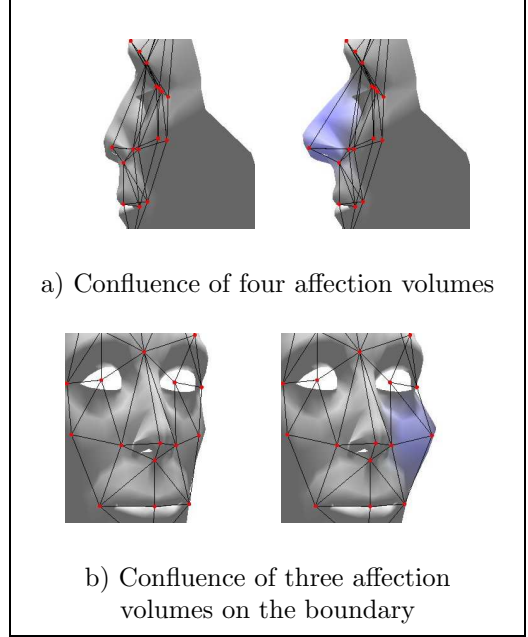 a) Confluence of four affection volumes
b) Confluence of three affection
volumes on the boundary